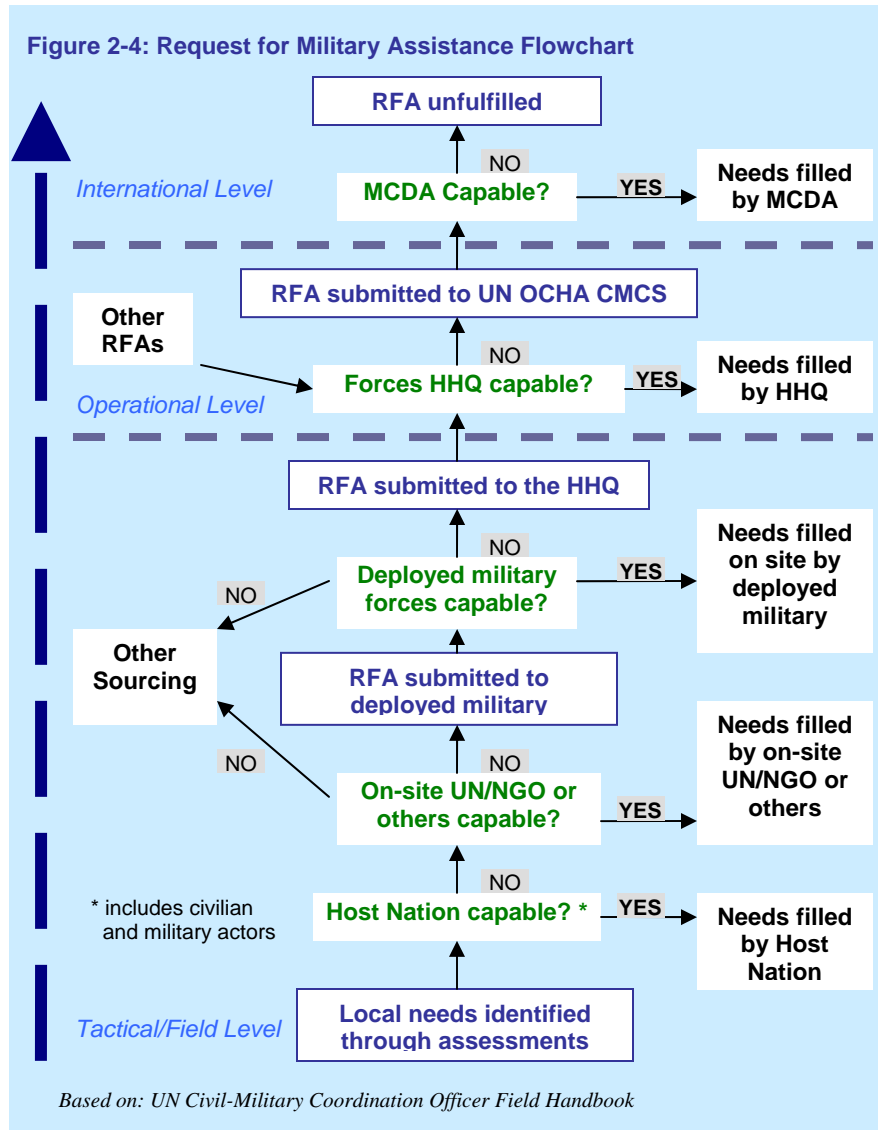 Figure 2-4: Request for Military Assistance Flowchart
RFA unfulfilled
NO
International Level
MCDA Capable?
YES
Needs filled
by MCDA
RFA submitted to UN OCHA CMCS
Other
RFAs
NO
Forces HHQ capable?
YES
Needs filled
by HHQ
Operational Level
RFA submitted to the HHQ
NO
Deployed military
forces capable?
YES
Needs filled
on site by
deployed
military
NO
Other
Sourcing
RFA submitted to
deployed military
NO
NO
On-site UN/NGO or
others capable?
YES
Needs filled
by on-site
UN/NGO or
others
NO
* includes civilian
and military actors
Host Nation capable? *
YES
Needs filled
by Host
Nation
Tactical/Field Level
Local needs identified
through assessments
Based on: UN Civil-Military Coordination Officer Field Handbook